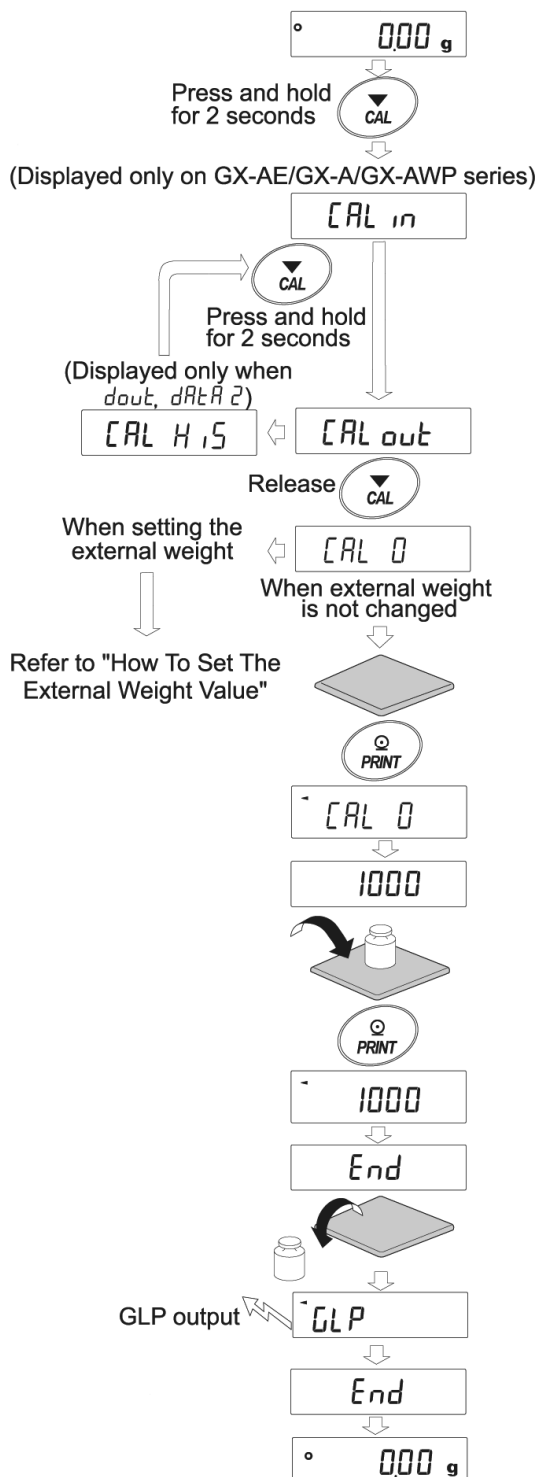 0.00 g
Press and hold
for 2 seconds
CAL
(Displayed only on GX-AE/GX-A/GX-AWP series)
CAL in
CAL
Press and hold
for 2 seconds
(Displayed only when
dout, dAtA 2)
CAL HiS
CAL out
Release
CAL
When setting the
external weight
CAL 0
When external weight
is not changed
Refer to "How To Set The
External Weight Value"
PRINT
CAL 0
1000
PRINT
1000
End
GLP output
GLP
End
0.00 g